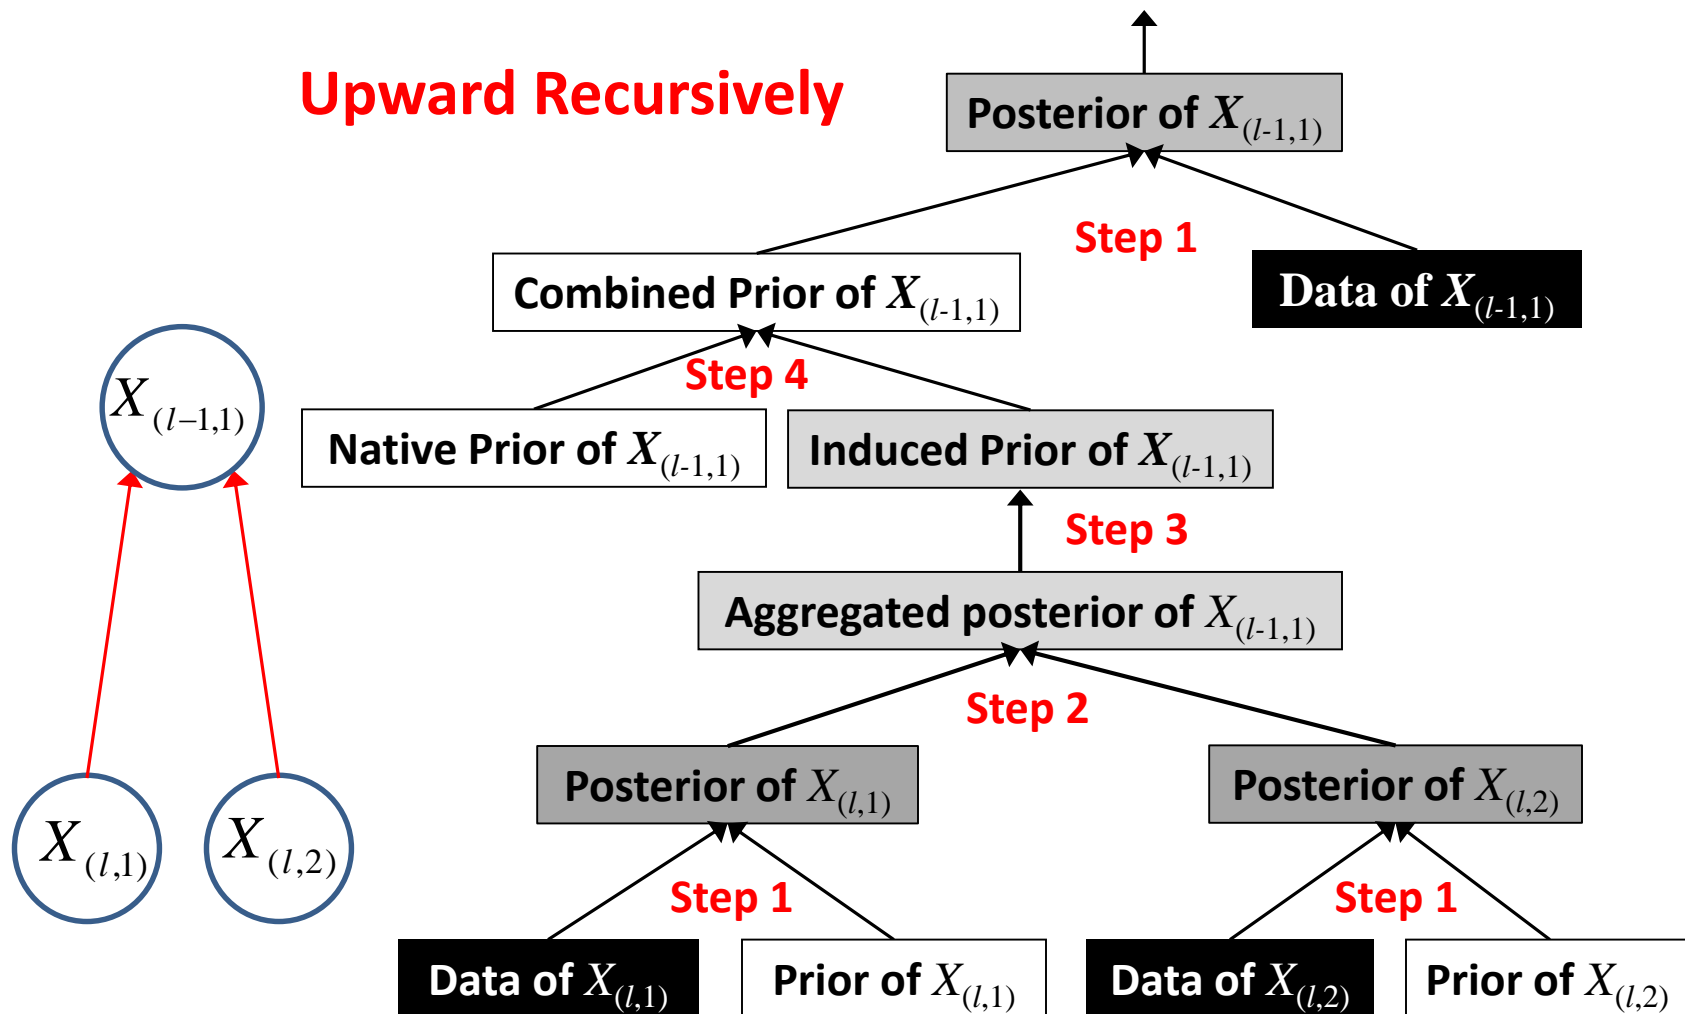 Upward Recursively
Posterior of X(l-1,1)
Step 1
Combined Prior of X(l-1,1)
Data of X(l-1,1)
Step 4
X(l−1,1)
Native Prior of X(l-1,1)
Induced Prior of X(l-1,1)
Step 3
Aggregated posterior of X(l-1,1)
Step 2
Posterior of X(l,1)
Posterior of X(l,2)
X(l,1)
X(l,2)
Step 1
Step 1
Data of X(l,1)
Prior of X(l,1)
Data of X(l,2)
Prior of X(l,2)